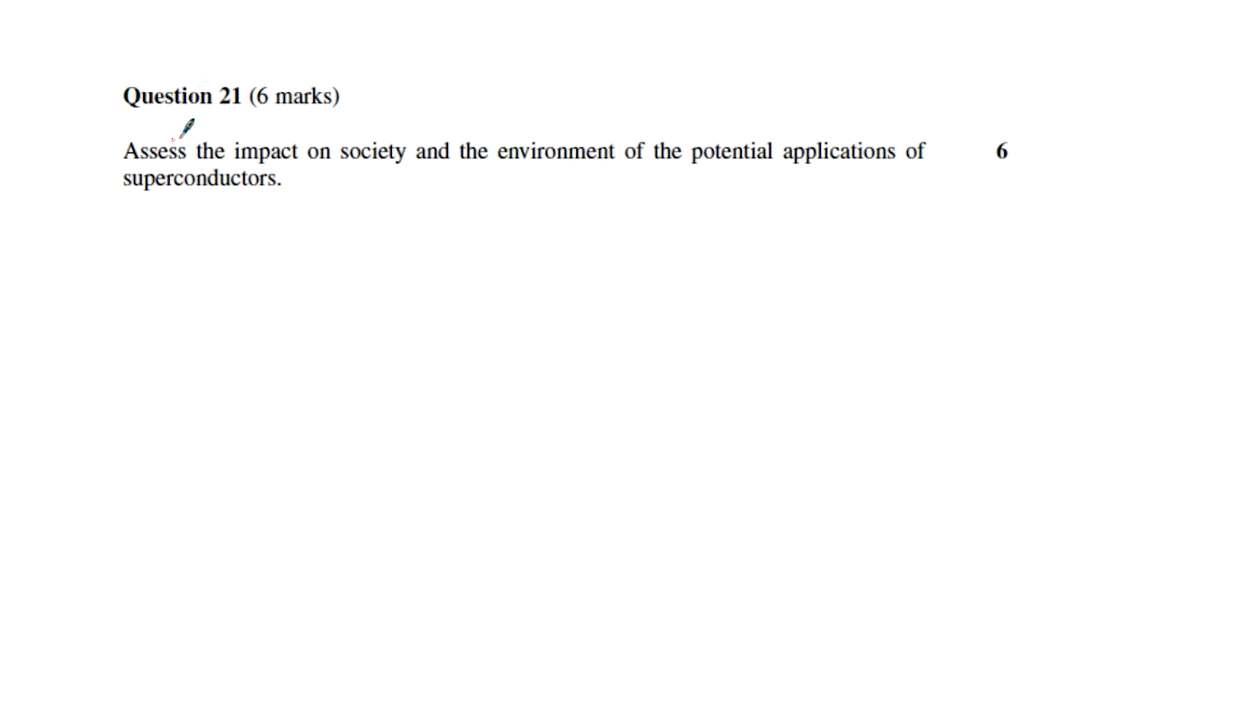 Question 21 (6 marks)
Assess the impact on society and the environment of the potential applications of 6
superconductors.